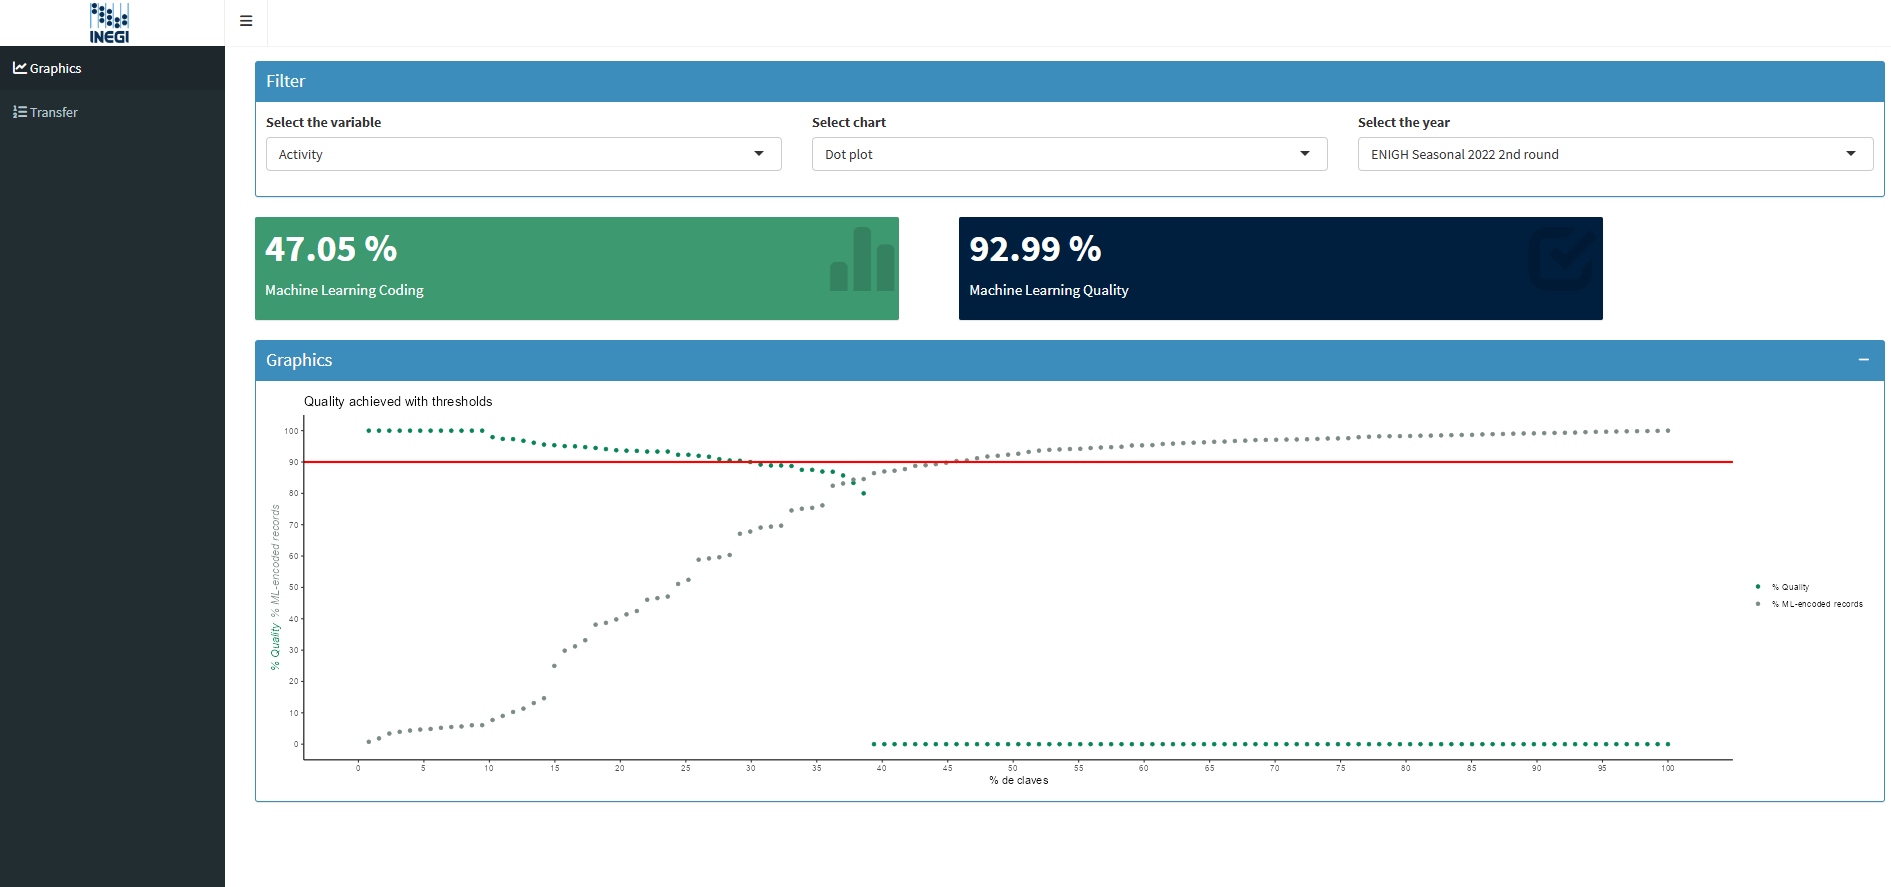 INEGI
Graphics
Transfer
Filter
Select the variable
Select chart
Select the year
Activity
Dot plot
ENIGH Seasonal 2022 2nd round
47.05 %
Machine Learning Coding
92.99 %
Machine Learning Quality
Graphics
Quality achieved with thresholds
% Quality % ML-encoded records
100
90
80
70
60
50
40
30
20
10
0
0 5 10 15 20 25 30 35 40 45 50 55 60 65 70 75 80 85 90 95 100
% de claves
% Quality
% ML-encoded records